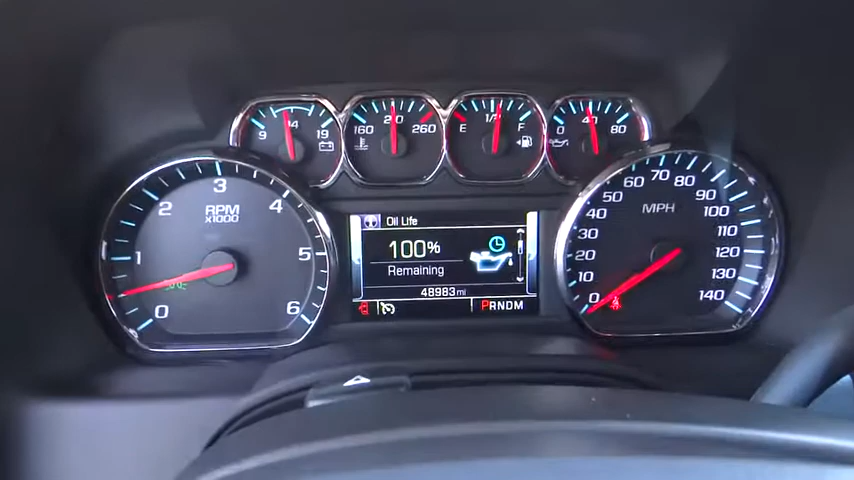 9 14 19
160 210 260
E 1/2 F
0 40 80
RPM
X1000
0 1 2 3 4 5 6
Oil Life
100%
Remaining
48983mi
PRNDM
MPH
0 10 20 30 40 50 60 70 80 90 100 110 120 130 140